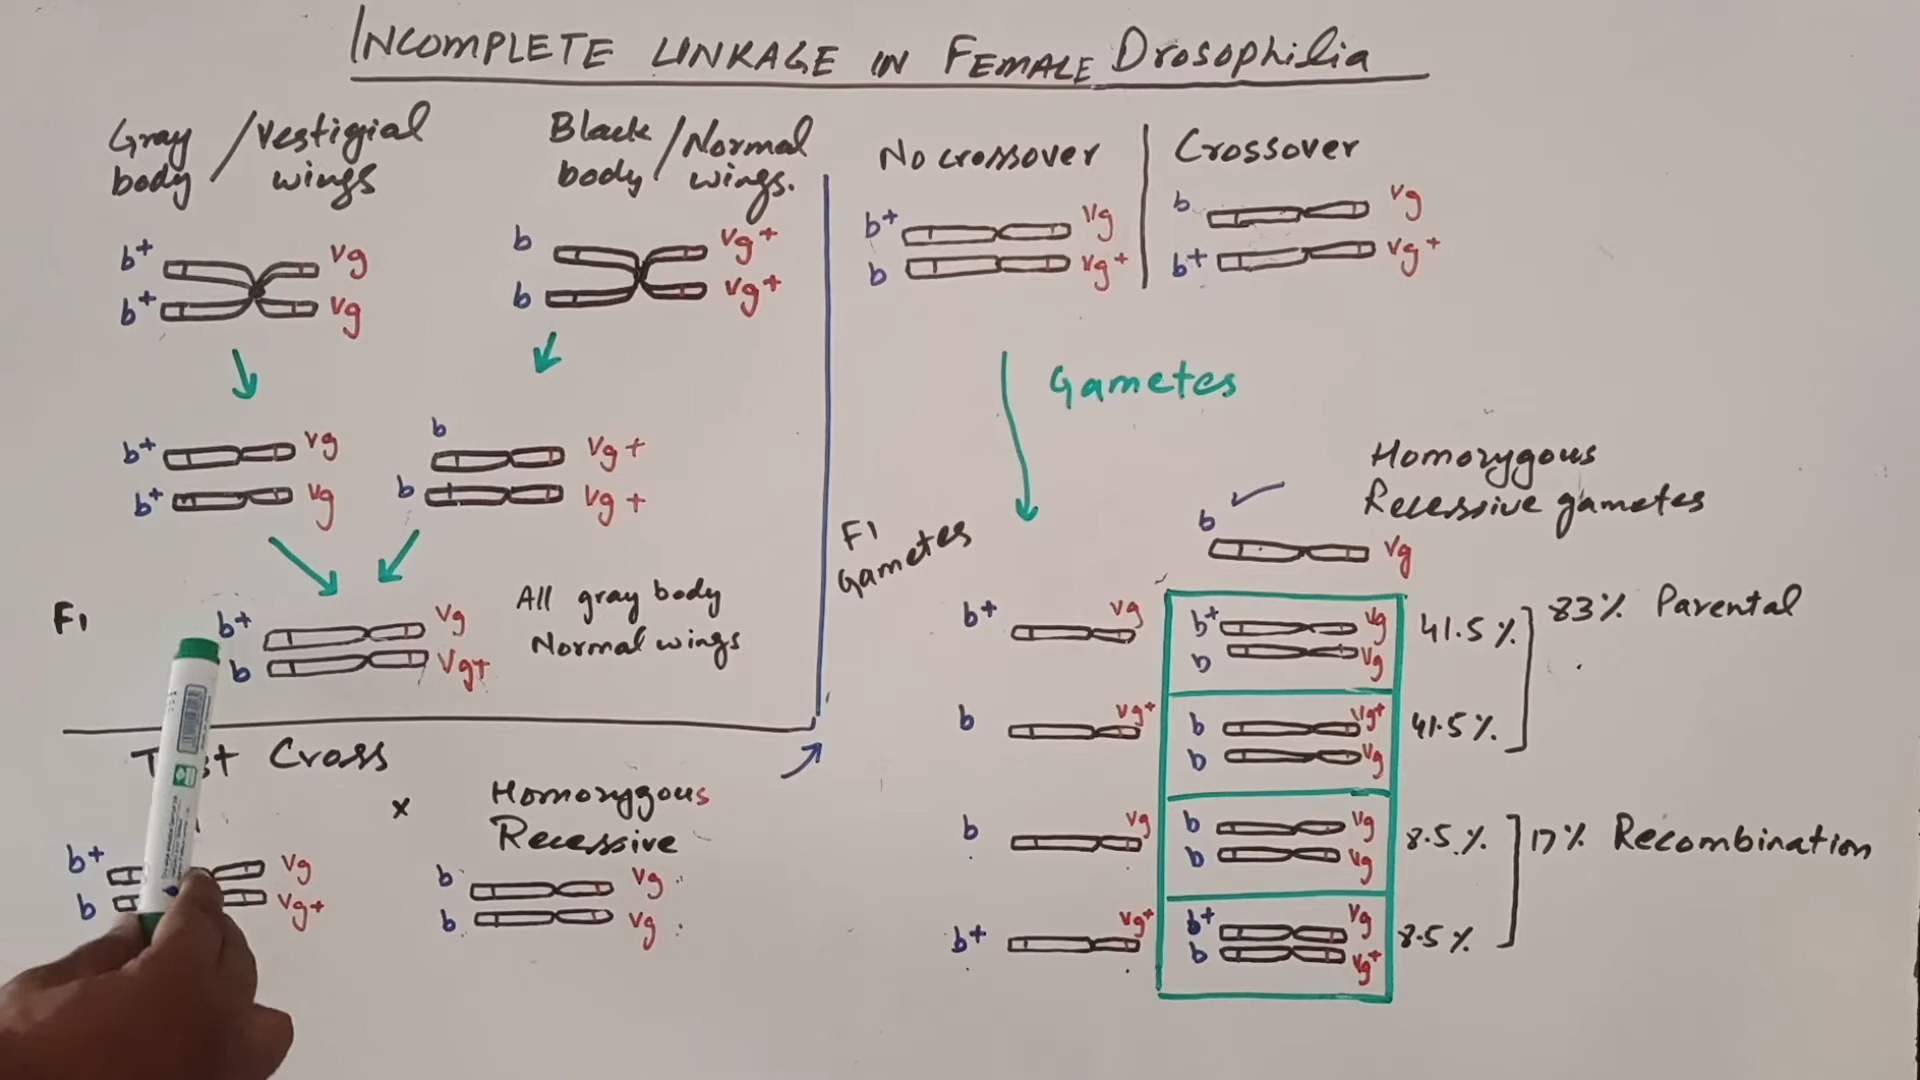 INCOMPLETE LINKAGE IN FEMALE Drosophilia
Gray body / Vestigial wings
Black body / Normal wings.
b+ vg
b+ vg
b vg+
b vg+
b+ vg
b+ vg
b vg+
b vg+
F1
b+ vg
b vg+
All gray body
Normal wings
Cross
b+ vg
b vg+
x
Homozygous
Recessive
b vg
b vg
No crossover
b+ vg
b vg+
Crossover
b vg
b+ vg+
Gametes
F1
Gametes
Homozygous
Recessive gametes
b vg
b+ vg
b+ vg
b vg
41.5 %
b vg+
b vg+
b vg
41.5 %
83 % Parental
b vg
b vg
b vg
8.5 %
b+ vg+
b+ vg
b vg+
8.5 %
17 % Recombination